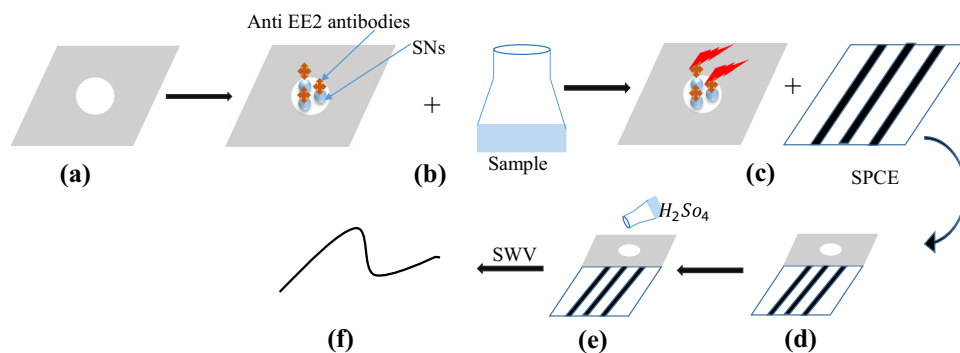 Anti EE2 antibodies
SNs
+
+
Sample
(a)
(b)
(c)
SPCE
H₂So₄
SWV
(f)
(e)
(d)